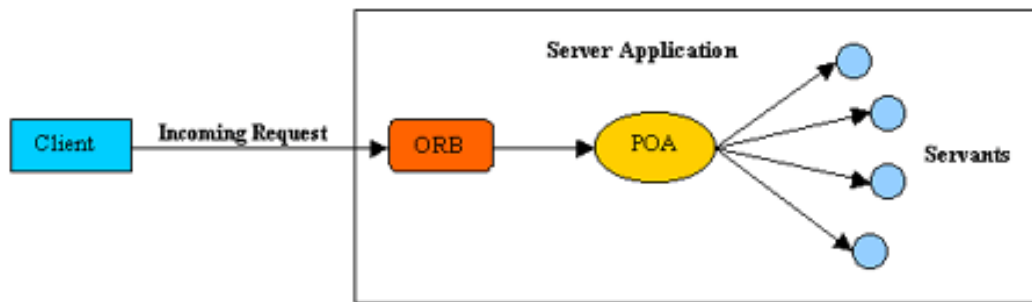 Server Application
Client
Incoming Request
ORB
POA
Servants